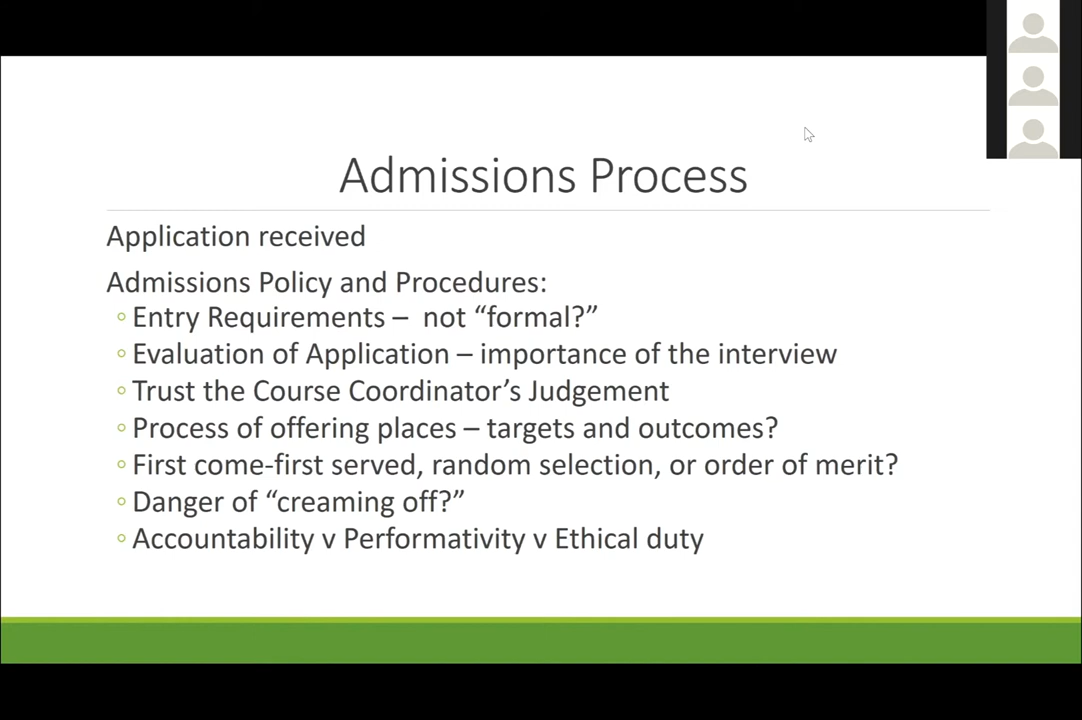 Admissions Process
Application received
Admissions Policy and Procedures:
◦Entry Requirements – not “formal?”
◦Evaluation of Application – importance of the interview
◦Trust the Course Coordinator’s Judgement
◦Process of offering places – targets and outcomes?
◦First come-first served, random selection, or order of merit?
◦Danger of “creaming off?”
◦Accountability v Performativity v Ethical duty